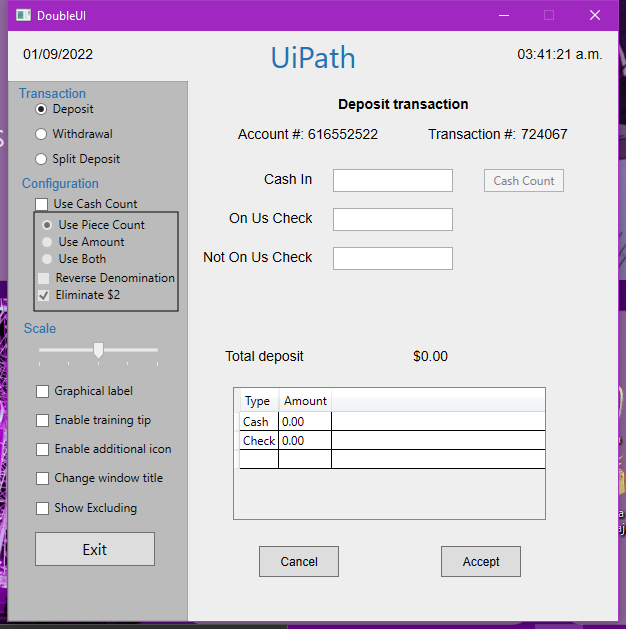 DoubleUI
01/09/2022
UiPath
03:41:21 a.m.
Transaction
Deposit
Withdrawal
Split Deposit
Configuration
Use Cash Count
Use Piece Count
Use Amount
Use Both
Reverse Denomination
Eliminate $2
Scale
Graphical label
Enable training tip
Enable additional icon
Change window title
Show Excluding
Exit
Deposit transaction
Account #: 616552522 Transaction #: 724067
Cash In
Cash Count
On Us Check
Not On Us Check
Total deposit $0.00
Type Amount
Cash 0.00
Check 0.00
Cancel Accept